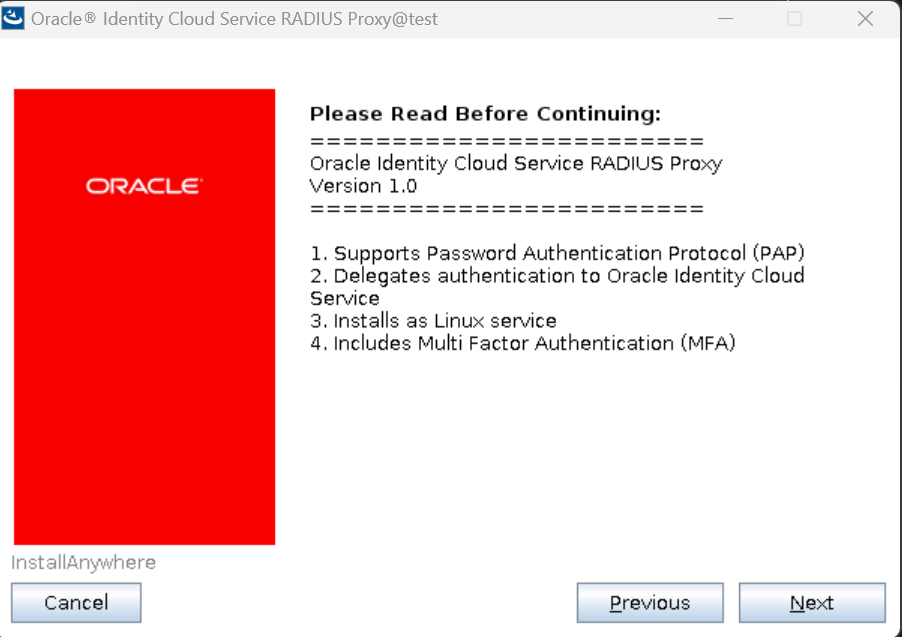 Oracle® Identity Cloud Service RADIUS Proxy@test
ORACLE®
Please Read Before Continuing:
========================
Oracle Identity Cloud Service RADIUS Proxy
Version 1.0
========================
1. Supports Password Authentication Protocol (PAP)
2. Delegates authentication to Oracle Identity Cloud
Service
3. Installs as Linux service
4. Includes Multi Factor Authentication (MFA)
InstallAnywhere
Cancel
Previous
Next